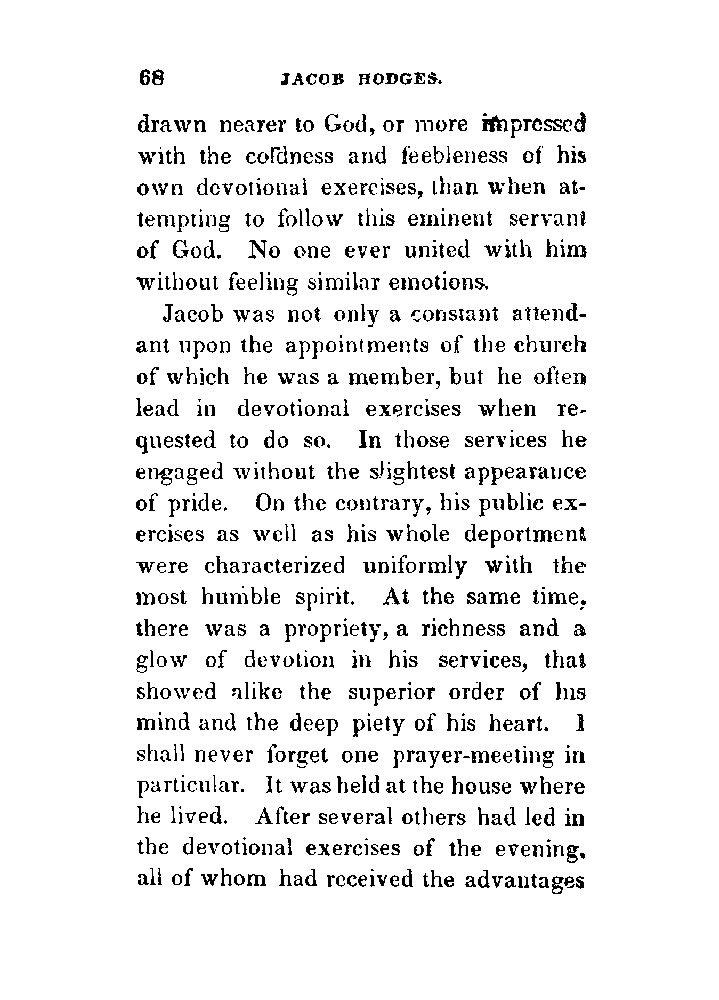 68 JACOB HODGES.
drawn nearer to God, or more impressed
with the coldness and feebleness of his
own devotional exercises, than when at-
tempting to follow this eminent servant
of God. No one ever united with him
without feeling similar emotions.
Jacob was not only a constant attend-
ant upon the appointments of the church
of which he was a member, but he often
lead in devotional exercises when re-
quested to do so. In those services he
engaged without the slightest appearance
of pride. On the contrary, his public ex-
ercises as well as his whole deportment
were characterized uniformly with the
most humble spirit. At the same time,
there was a propriety, a richness and a
glow of devotion in his services, that
showed alike the superior order of his
mind and the deep piety of his heart. I
shall never forget one prayer-meeting in
particular. It was held at the house where
he lived. After several others had led in
the devotional exercises of the evening,
all of whom had received the advantages